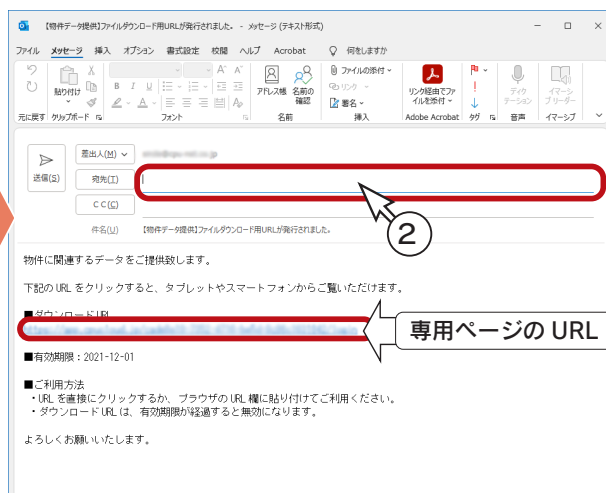 【物件データ提供】ファイルダウンロード用URLが発行されました。 - メッセージ (テキスト形式)
ファイル メッセージ 挿入 オプション 書式設定 校閲 ヘルプ Acrobat 何をしますか
貼り付け
B I U
A A
A
アドレス帳 名前の確認
ファイルの添付
リンク
署名
リンク経由でファイルを添付
ディクテーション
イマーシブ リーダー
元に戻す クリップボード フォント 名前 挿入 Adobe Acrobat タグ 音声 イマーシブ
差出人(M)
送信(S)
宛先(T)
CC(C)
2
件名(U) 【物件データ提供】ファイルダウンロード用URLが発行されました。
物件に関連するデータをご提供致します。
下記の URL をクリックすると、タブレットやスマートフォンからご覧いただけます。
■ダウンロード URL
専用ページの URL
■有効期限：2021-12-01
■ご利用方法
・URL を直接にクリックするか、ブラウザの URL 欄に貼り付けてご利用ください。
・ダウンロード URL は、有効期限が経過すると無効になります。
よろしくお願いいたします。